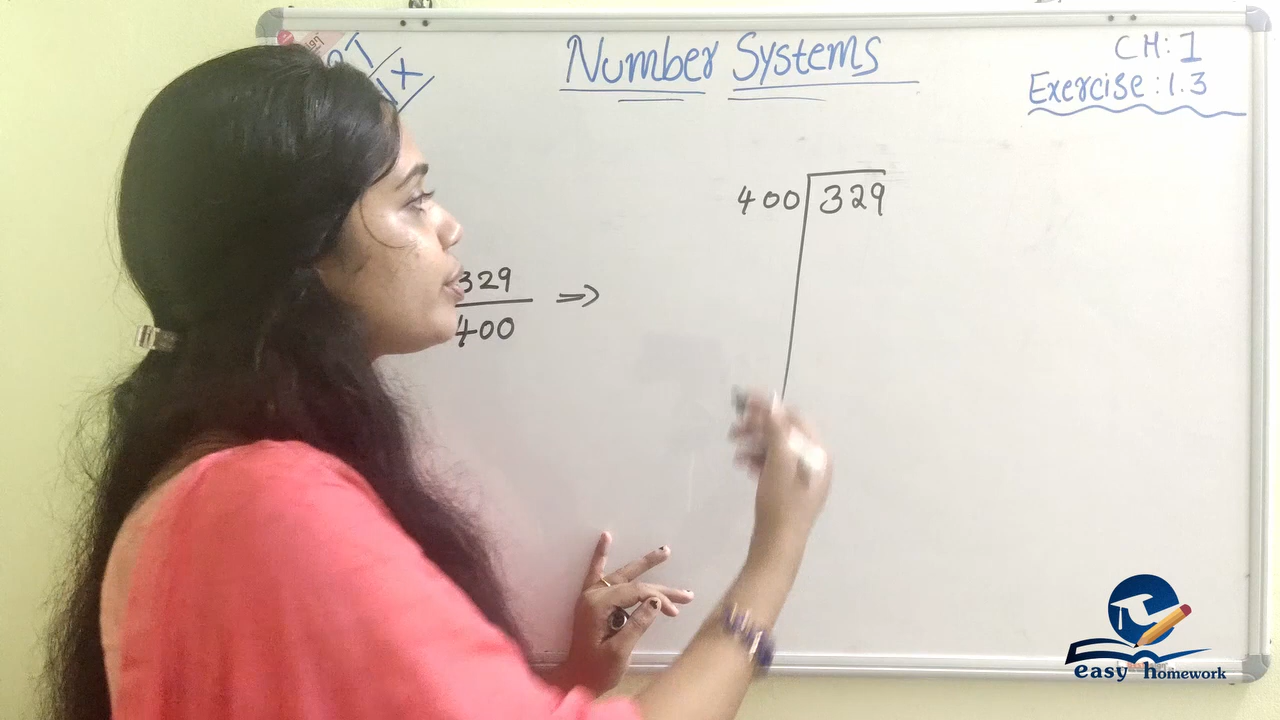 Number Systems
CH: 1
Exercise: 1.3
400 329
329
400
easy homework